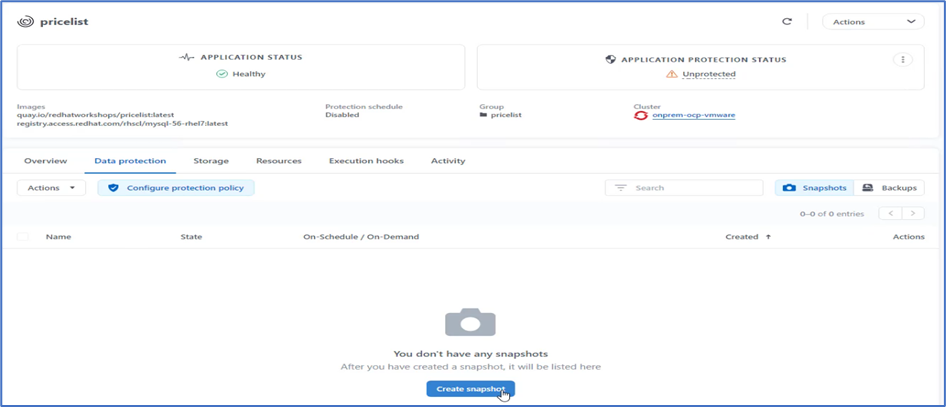 pricelist
Actions
APPLICATION STATUS
Healthy
APPLICATION PROTECTION STATUS
Unprotected
Images
quay.io/redhatworkshops/pricelist:latest
registry.access.redhat.com/rhscl/mysql-56-rhel7:latest
Protection schedule
Disabled
Group
pricelist
Cluster
onprem-ocp-vmware
Overview Data protection Storage Resources Execution hooks Activity
Actions Configure protection policy Search Snapshots Backups
0–0 of 0 entries
Name State On-Schedule / On-Demand Created Actions
You don't have any snapshots
After you have created a snapshot, it will be listed here
Create snapshot